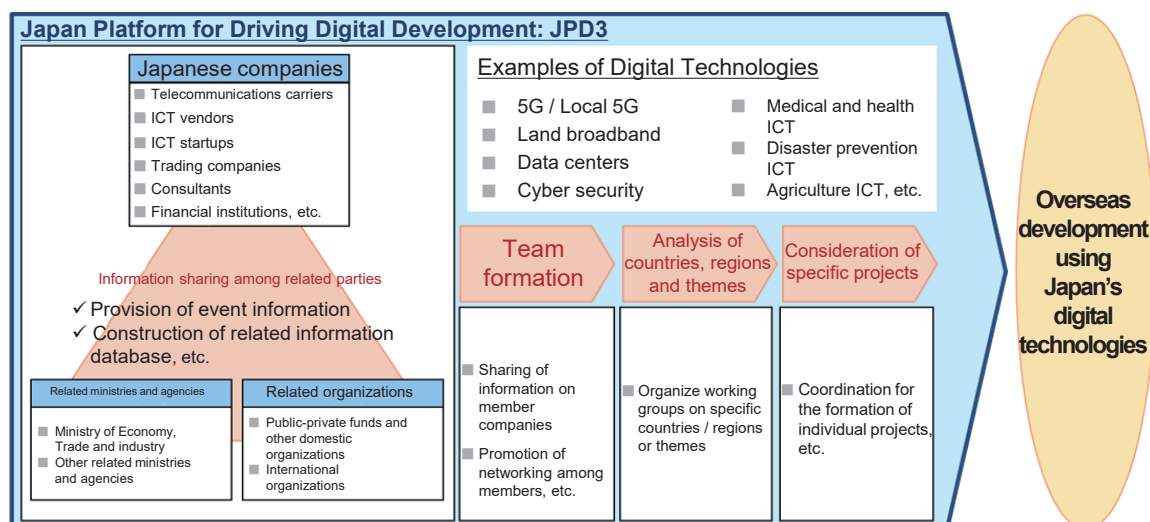 Japan Platform for Driving Digital Development: JPD3
Japanese companies
Telecommunications carriers
ICT vendors
ICT startups
Trading companies
Consultants
Financial institutions, etc.
Information sharing among related parties
✓ Provision of event information
✓ Construction of related information
database, etc.
Related ministries and agencies
Ministry of Economy,
Trade and industry
Other related ministries
and agencies
Related organizations
Public-private funds and
other domestic
organizations
International
organizations
Examples of Digital Technologies
5G / Local 5G
Land broadband
Data centers
Cyber security
Medical and health
ICT
Disaster prevention
ICT
Agriculture ICT, etc.
Team
formation
Analysis of
countries, regions
and themes
Consideration of
specific projects
Sharing of
information on
member
companies
Promotion of
networking among
members, etc.
Organize working
groups on specific
countries / regions
or themes
Coordination for
the formation of
individual projects,
etc.
Overseas
development
using
Japan's
digital
technologies